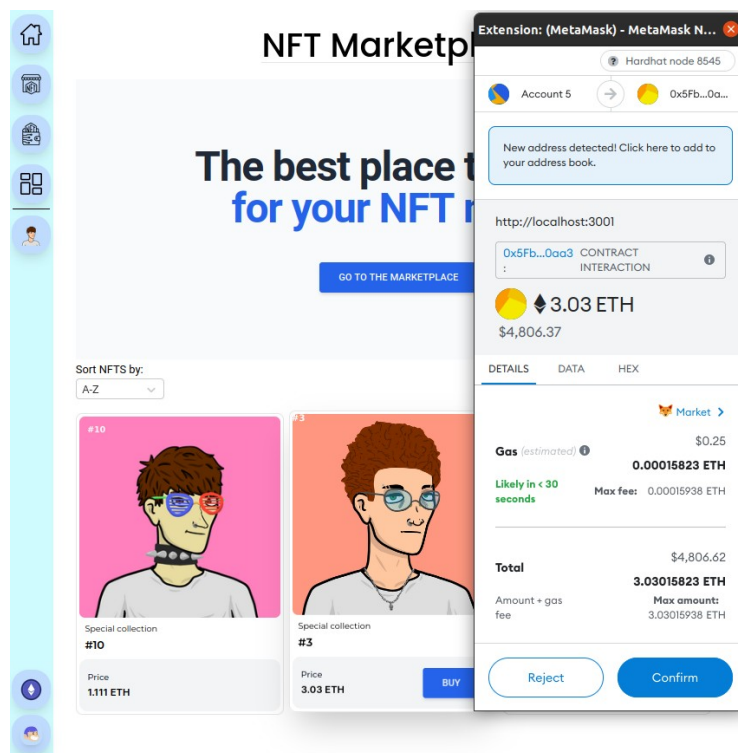 NFT Marketpl
The best place t
for your NFT
GO TO THE MARKETPLACE
Sort NFTS by:
A-Z
#10
Special collection
#10
Price
1.111 ETH
#3
Special collection
#3
Price
3.03 ETH
BUY
Extension: (MetaMask) - MetaMask N...
Hardhat node 8545
Account 5
0x5Fb...0a...
New address detected! Click here to add to
your address book.
http://localhost:3001
0x5Fb...0aa3 CONTRACT
: INTERACTION
3.03 ETH
$4,806.37
DETAILS DATA HEX
Market
Gas (estimated) $0.25
0.00015823 ETH
Likely in < 30
seconds
Max fee: 0.00015938 ETH
Total $4,806.62
3.03015823 ETH
Amount + gas
fee
Max amount:
3.03015938 ETH
Reject Confirm